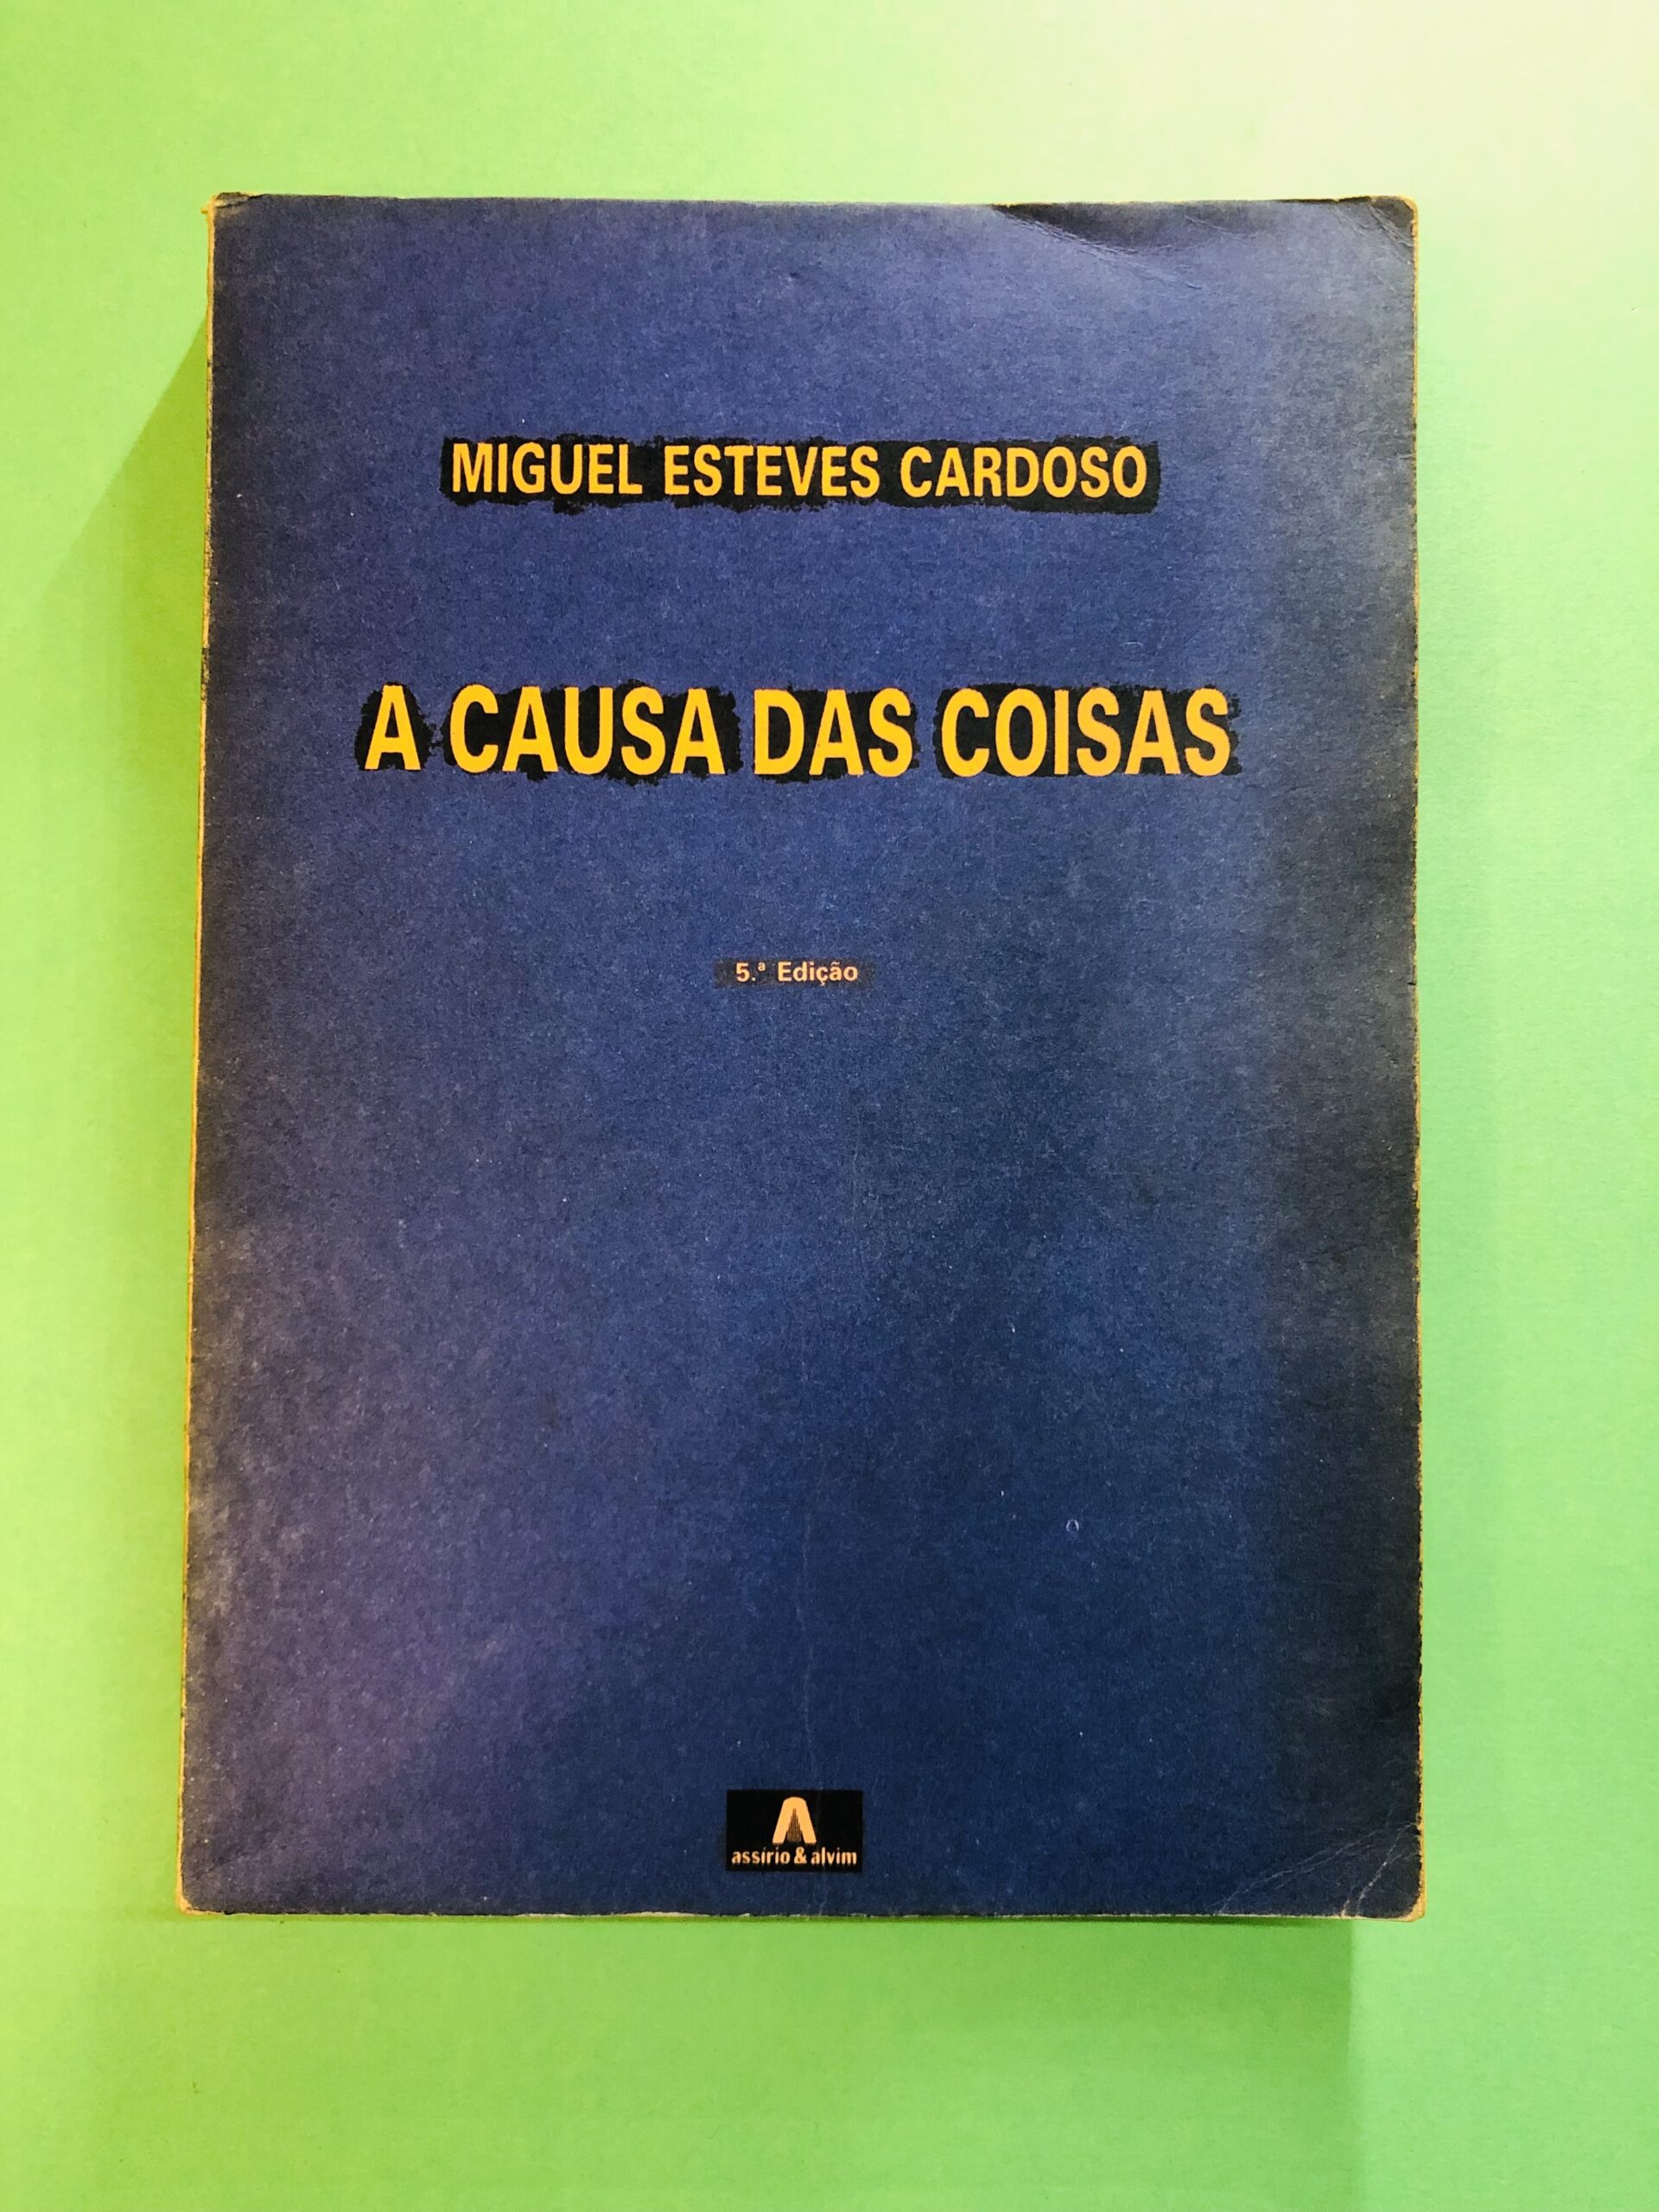 MIGUEL ESTEVES CARDOSO
A CAUSA DAS COISAS
5.ª Edição
A
assírio & alvim